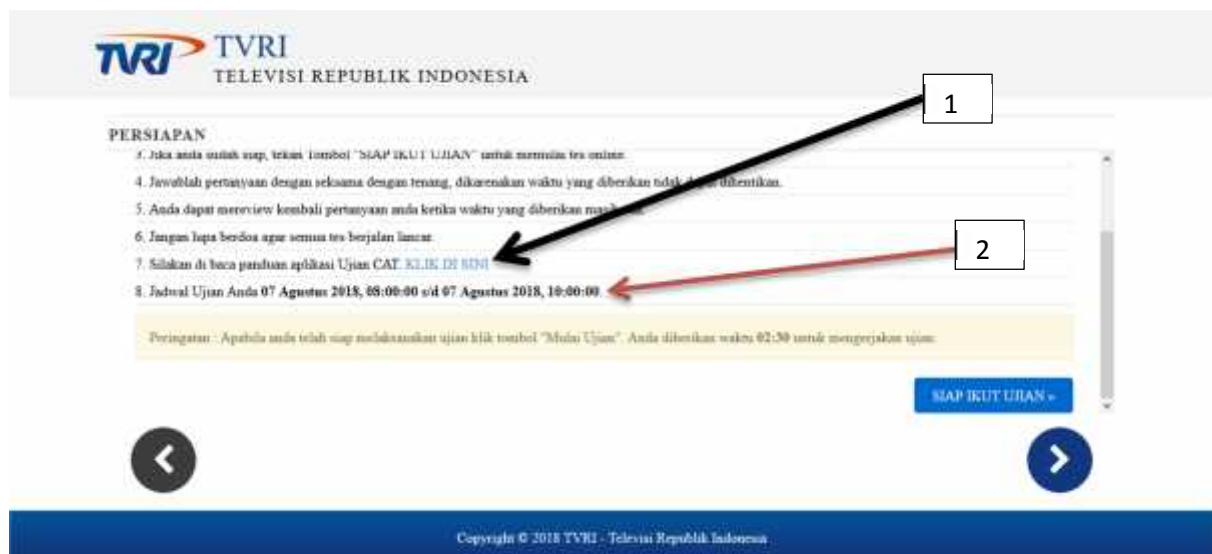 TVRI
TVRI
TELEVISI REPUBLIK INDONESIA
1
PERSIAPAN
3. Jika anda sudah siap, tekan Tombol "SIAP IKUT UJIAN" untuk memulai tes online.
4. Jawablah pertanyaan dengan seksama dengan tenang, dikarenakan waktu yang diberikan tidak dapat dihentikan.
5. Anda dapat mereview kembali pertanyaan anda ketika waktu yang diberikan
6. Jangan lupa berdoa agar semua tes berjalan lancar.
2
7. Silakan di baca panduan aplikasi Ujian CAT. KLIK DI SINI
8. Jadwal Ujian Anda 07 Agustus 2018, 08:00:00 s/d 07 Agustus 2018, 10:00:00.
Peringatan : Apabila anda telah siap melaksanakan ujian klik tombol "Mulai Ujian". Anda diberikan waktu 02:30 untuk mengerjakan ujian.
SIAP IKUT UJIAN »
Copyright © 2018 TVRI - Televisi Republik Indonesia